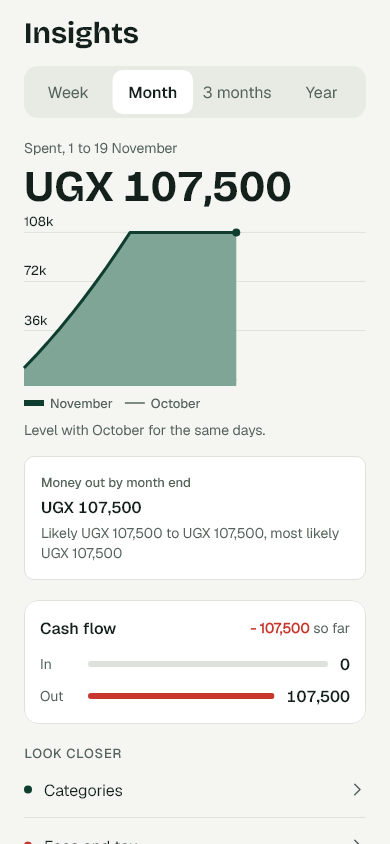 Insights
Week Month 3 months Year
Spent, 1 to 19 November
UGX 107,500
108k
72k
36k
November October
Level with October for the same days.
Money out by month end
UGX 107,500
Likely UGX 107,500 to UGX 107,500, most likely
UGX 107,500
Cash flow -107,500 so far
In 0
Out 107,500
LOOK CLOSER
Categories